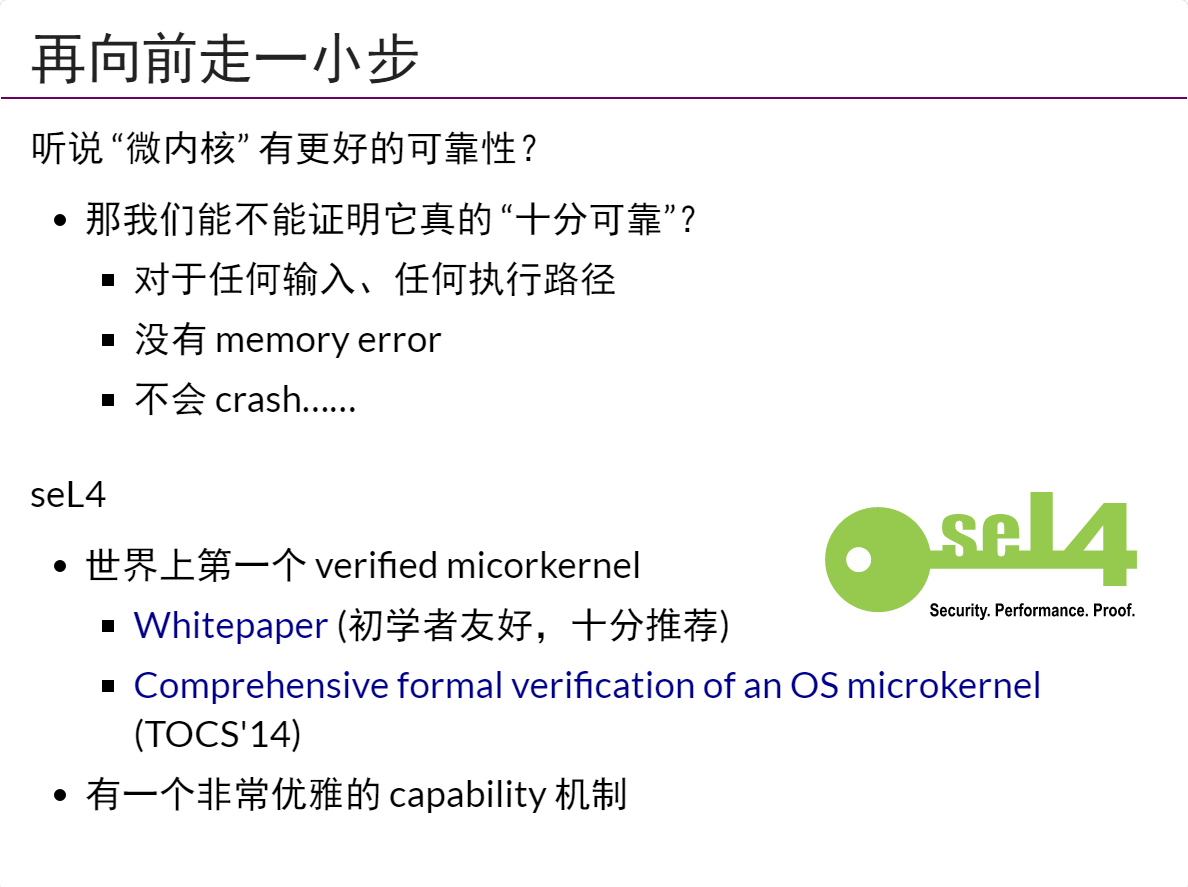 再向前走一小步
听说 “微内核” 有更好的可靠性？
那我们能不能证明它真的 “十分可靠”？
对于任何输入、任何执行路径
没有 memory error
不会 crash……
seL4
世界上第一个 verified micorkernel
Whitepaper (初学者友好，十分推荐)
Comprehensive formal verification of an OS microkernel
(TOCS'14)
有一个非常优雅的 capability 机制
seL4
Security. Performance. Proof.